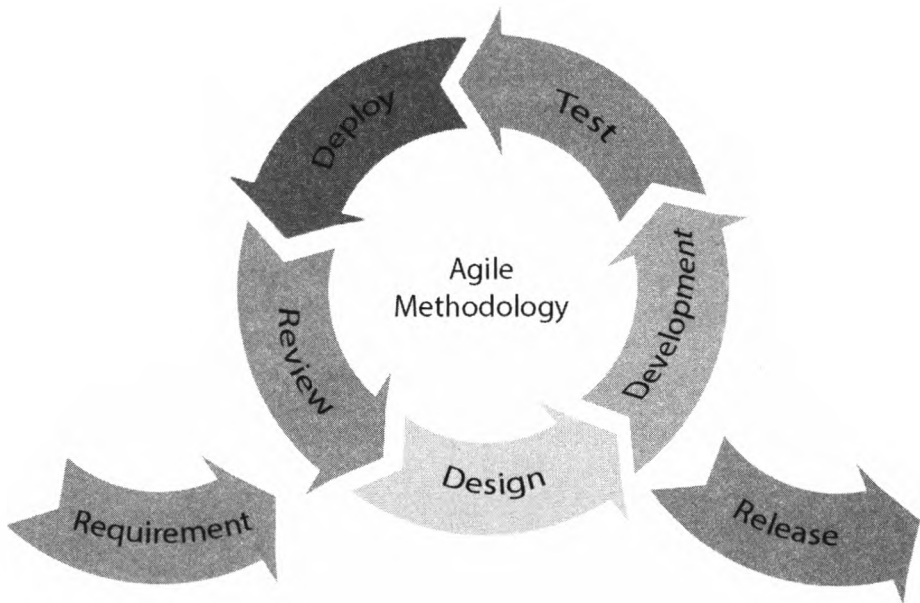 Deploy
Test
Agile
Methodology
Review
Development
Design
Requirement
Release